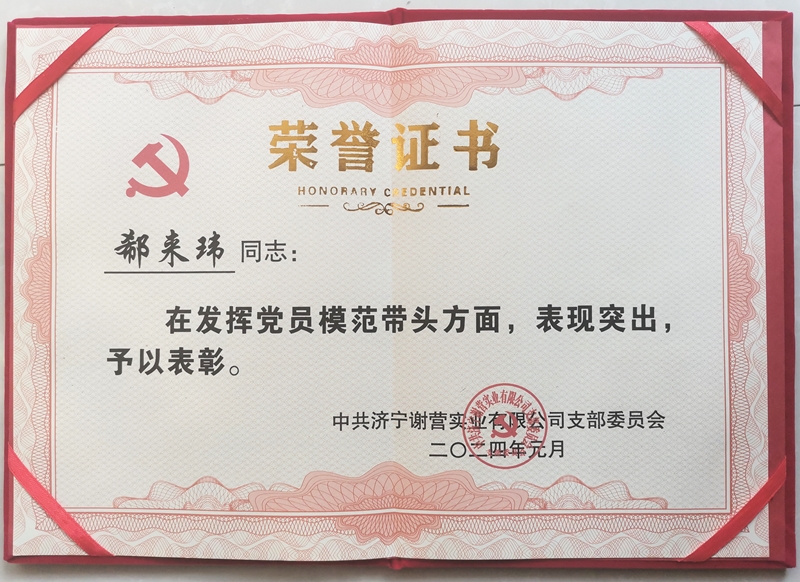 荣誉证书
HONORARY CREDENTIAL
郝来玮 同志：
在发挥党员模范带头方面，表现突出，
予以表彰。
中共济宁谢营实业有限公司支部委员会
二〇二四年元月